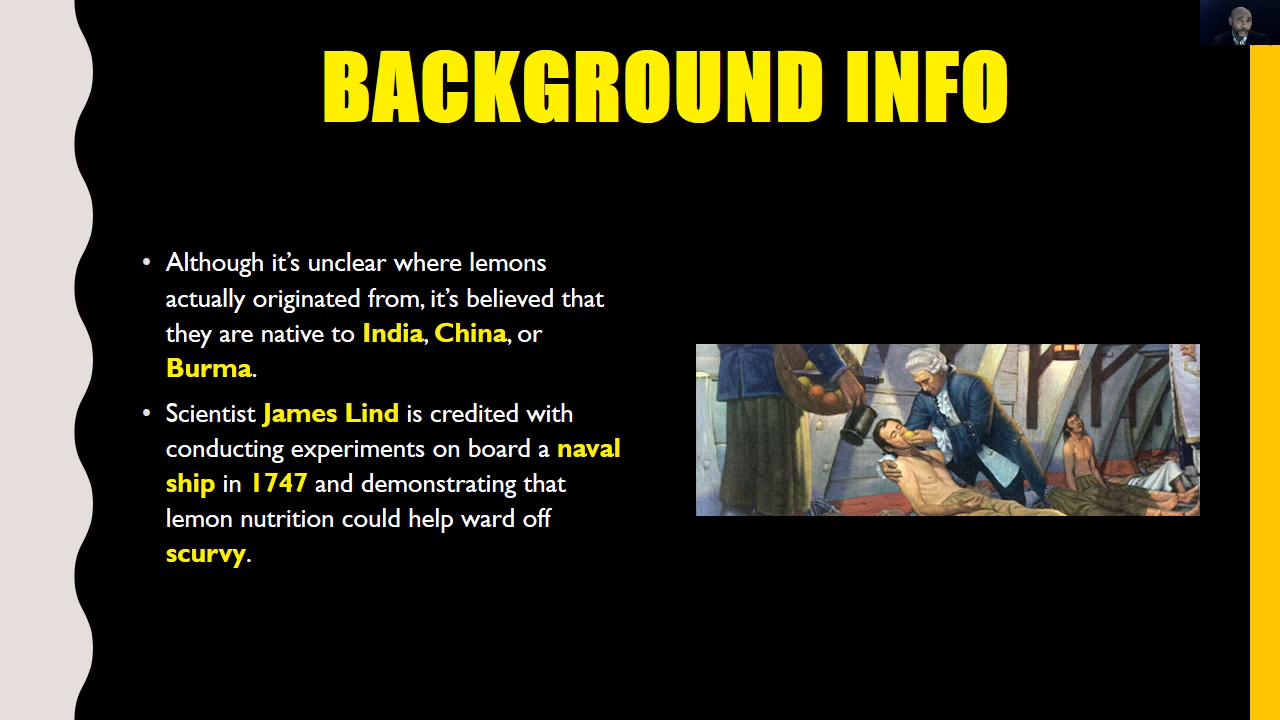 BACKGROUND INFO
• Although it’s unclear where lemons
actually originated from, it’s believed that
they are native to India, China, or
Burma.
• Scientist James Lind is credited with
conducting experiments on board a naval
ship in 1747 and demonstrating that
lemon nutrition could help ward off
scurvy.